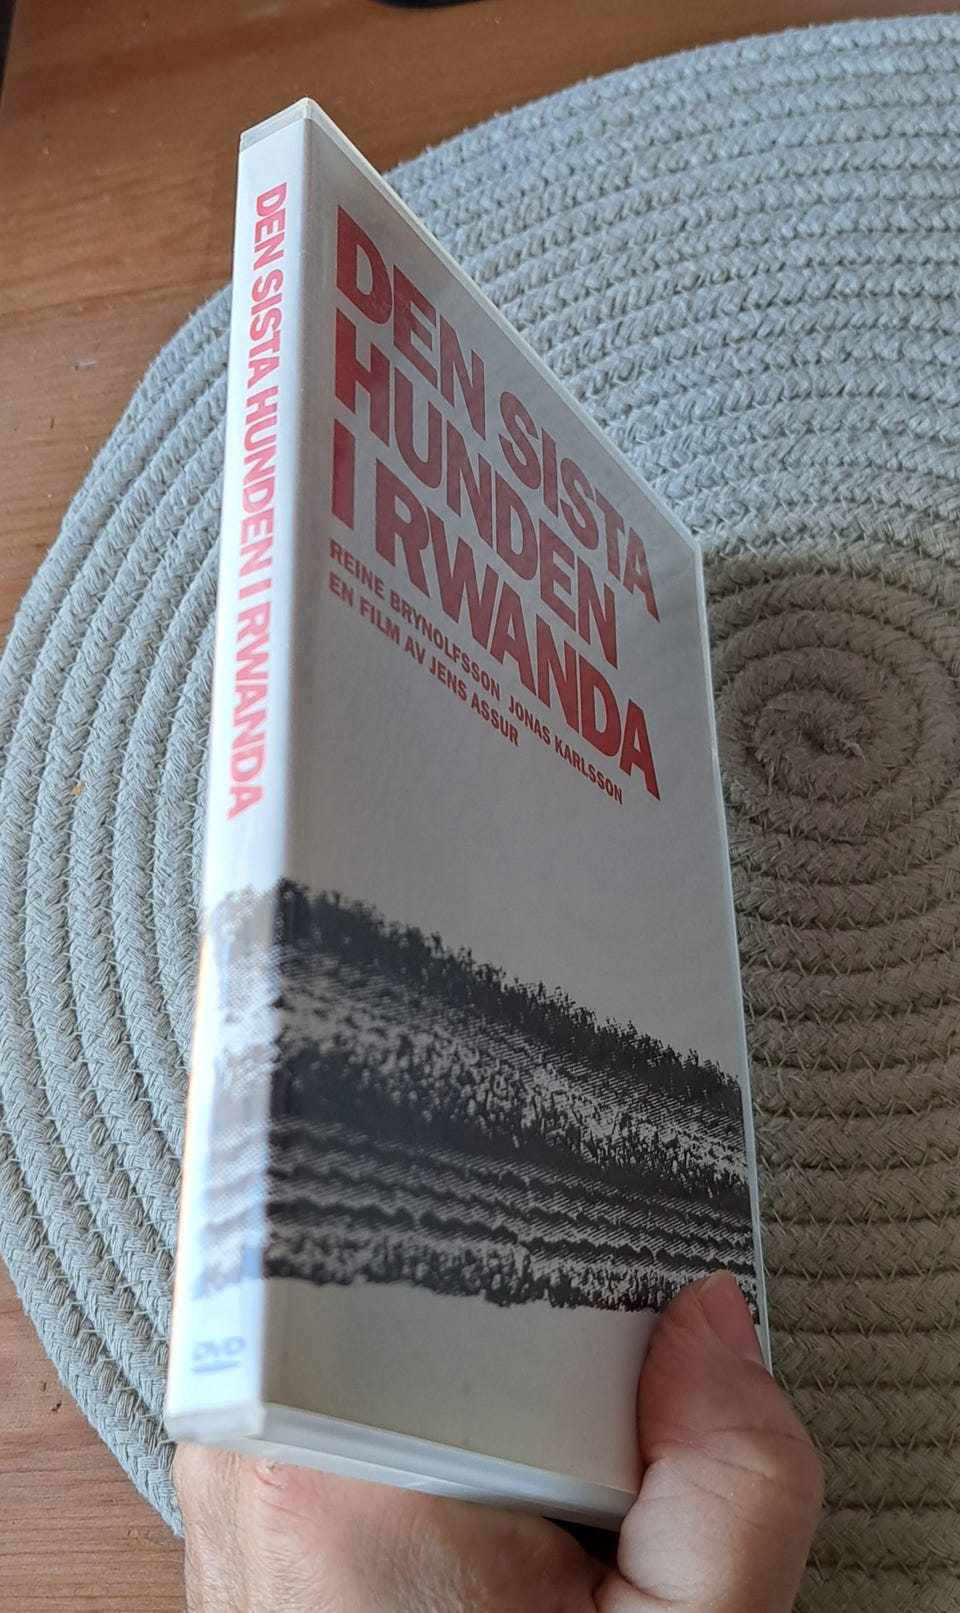 DEN SISTA HUNDEN I RWANDA
DVD
DEN SISTA
HUNDEN
I RWANDA
REINE BRYNOLFSSON JONAS KARLSSON
EN FILM AV JENS ASSUR